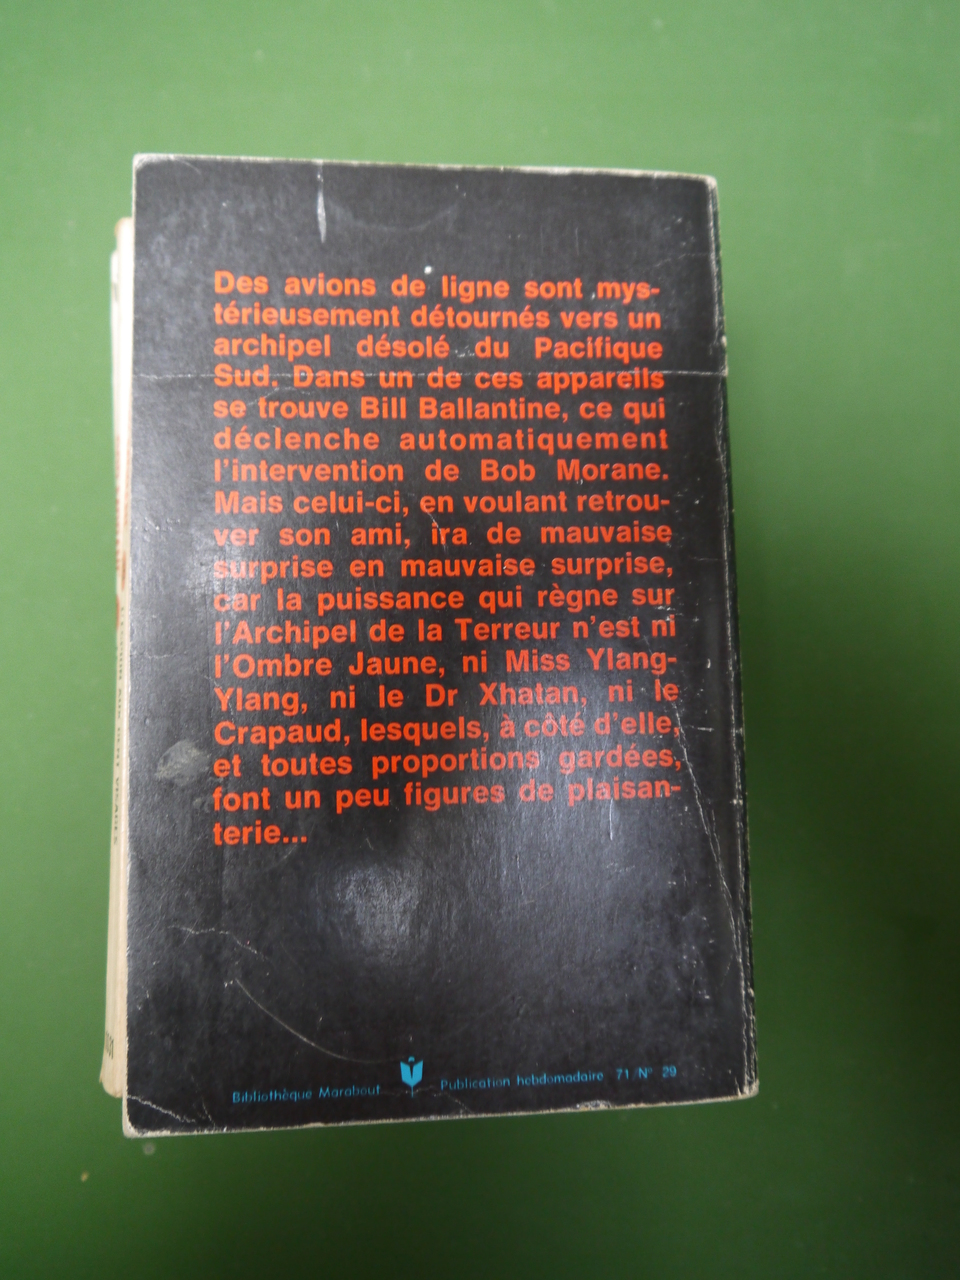 Des avions de ligne sont mys-
térieusement détournés vers un
archipel désolé du Pacifique
Sud. Dans un de ces appareils
se trouve Bill Ballantine, ce qui
déclenche automatiquement
l'intervention de Bob Morane.
Mais celui-ci, en voulant retrou-
ver son ami, ira de mauvaise
surprise en mauvaise surprise,
car la puissance qui règne sur
l'Archipel de la Terreur n'est ni
l'Ombre Jaune, ni Miss Ylang-
Ylang, ni le Dr Xhatan, ni le
Crapaud, lesquels, à côté d'elle,
et toutes proportions gardées,
font un peu figures de plaisan-
terie...
Bibliothèque Marabout Publication hebdomadaire 71 N° 29